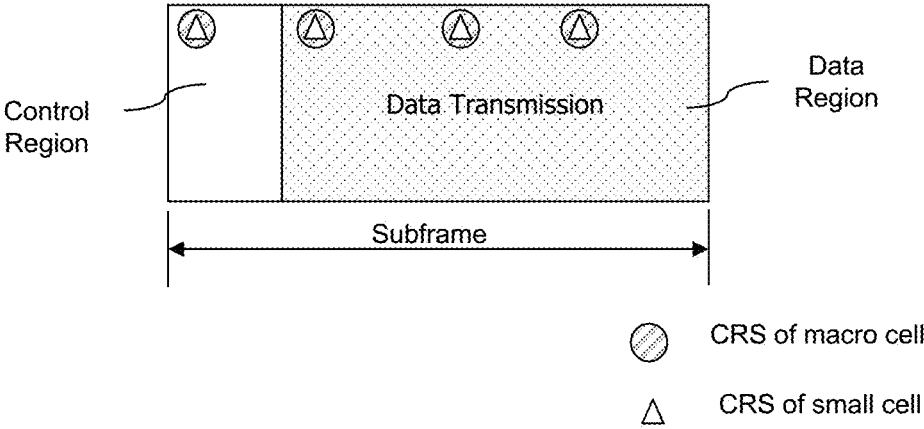 Control
Region
Data Transmission
Data
Region
Subframe
CRS of macro cell
CRS of small cell